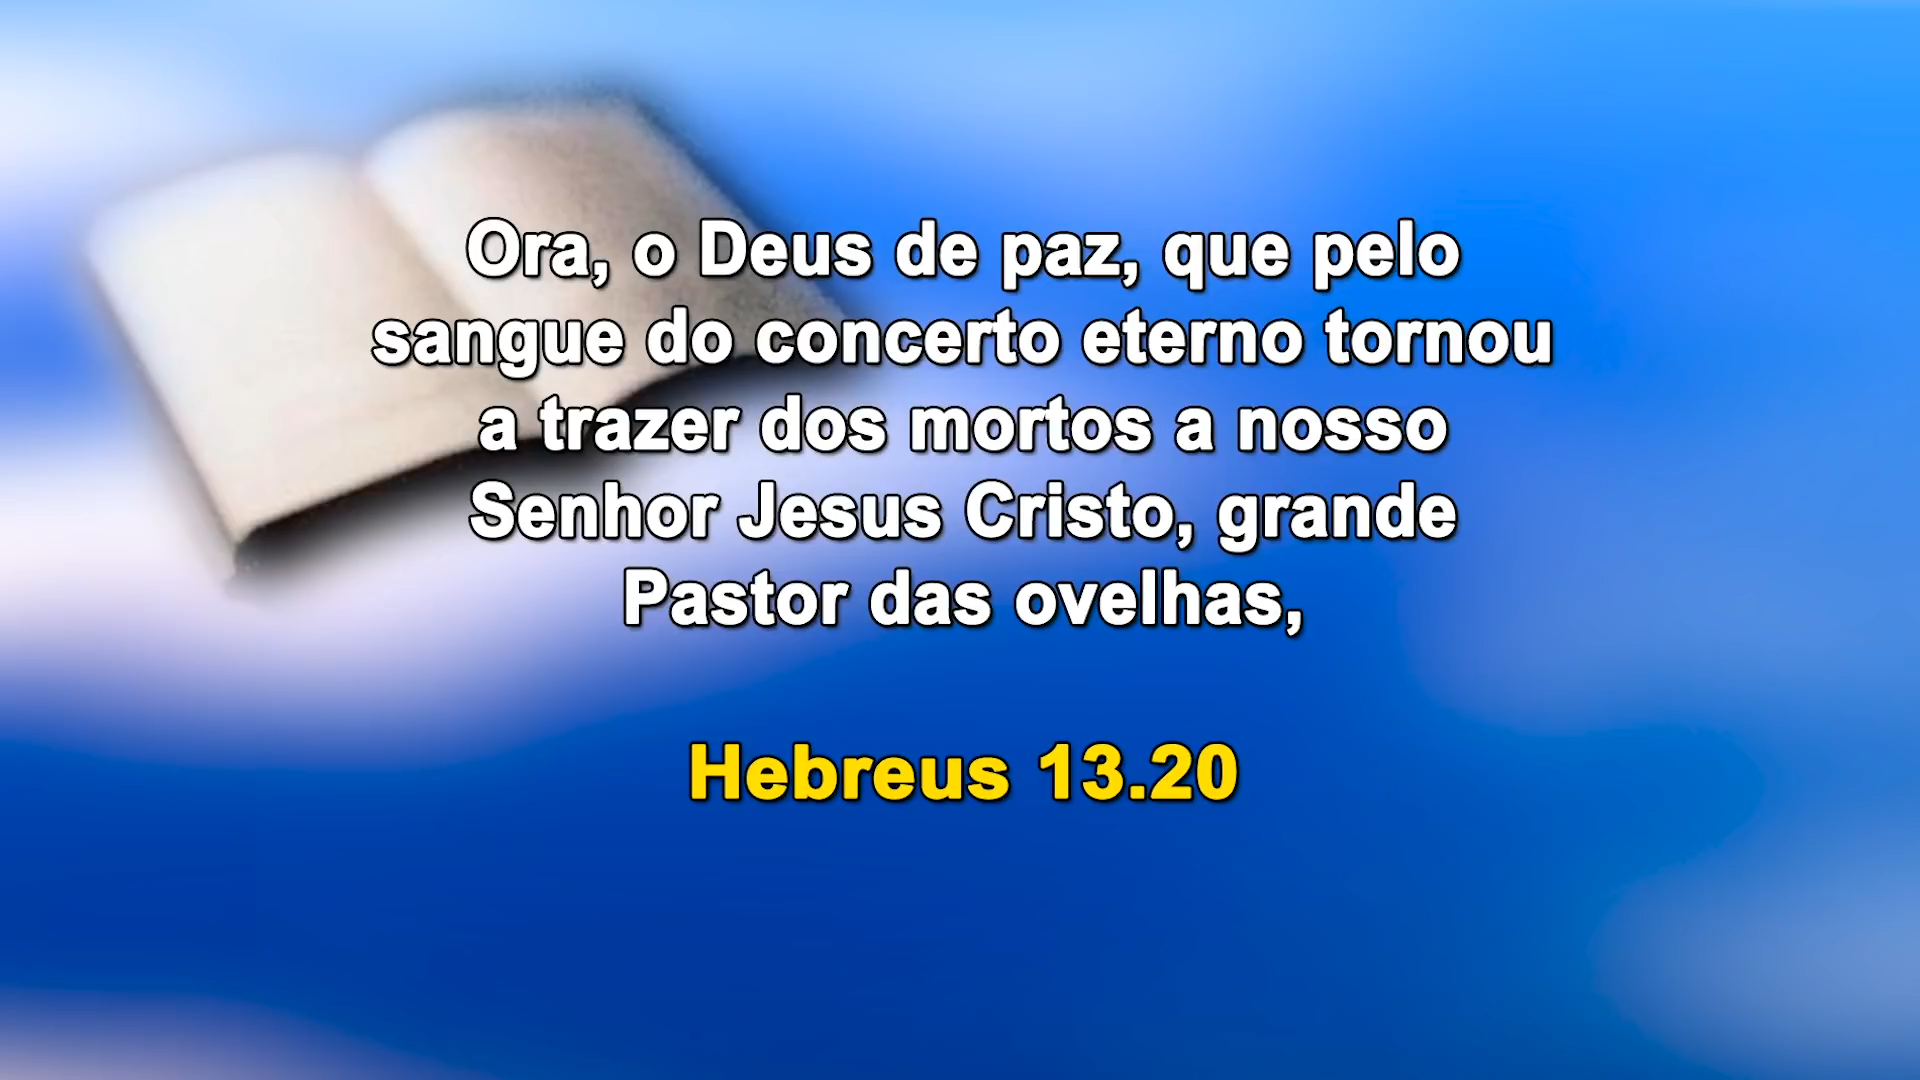 Ora, o Deus de paz, que pelo
sangue do concerto eterno tornou
a trazer dos mortos a nosso
Senhor Jesus Cristo, grande
Pastor das ovelhas,
Hebreus 13.20